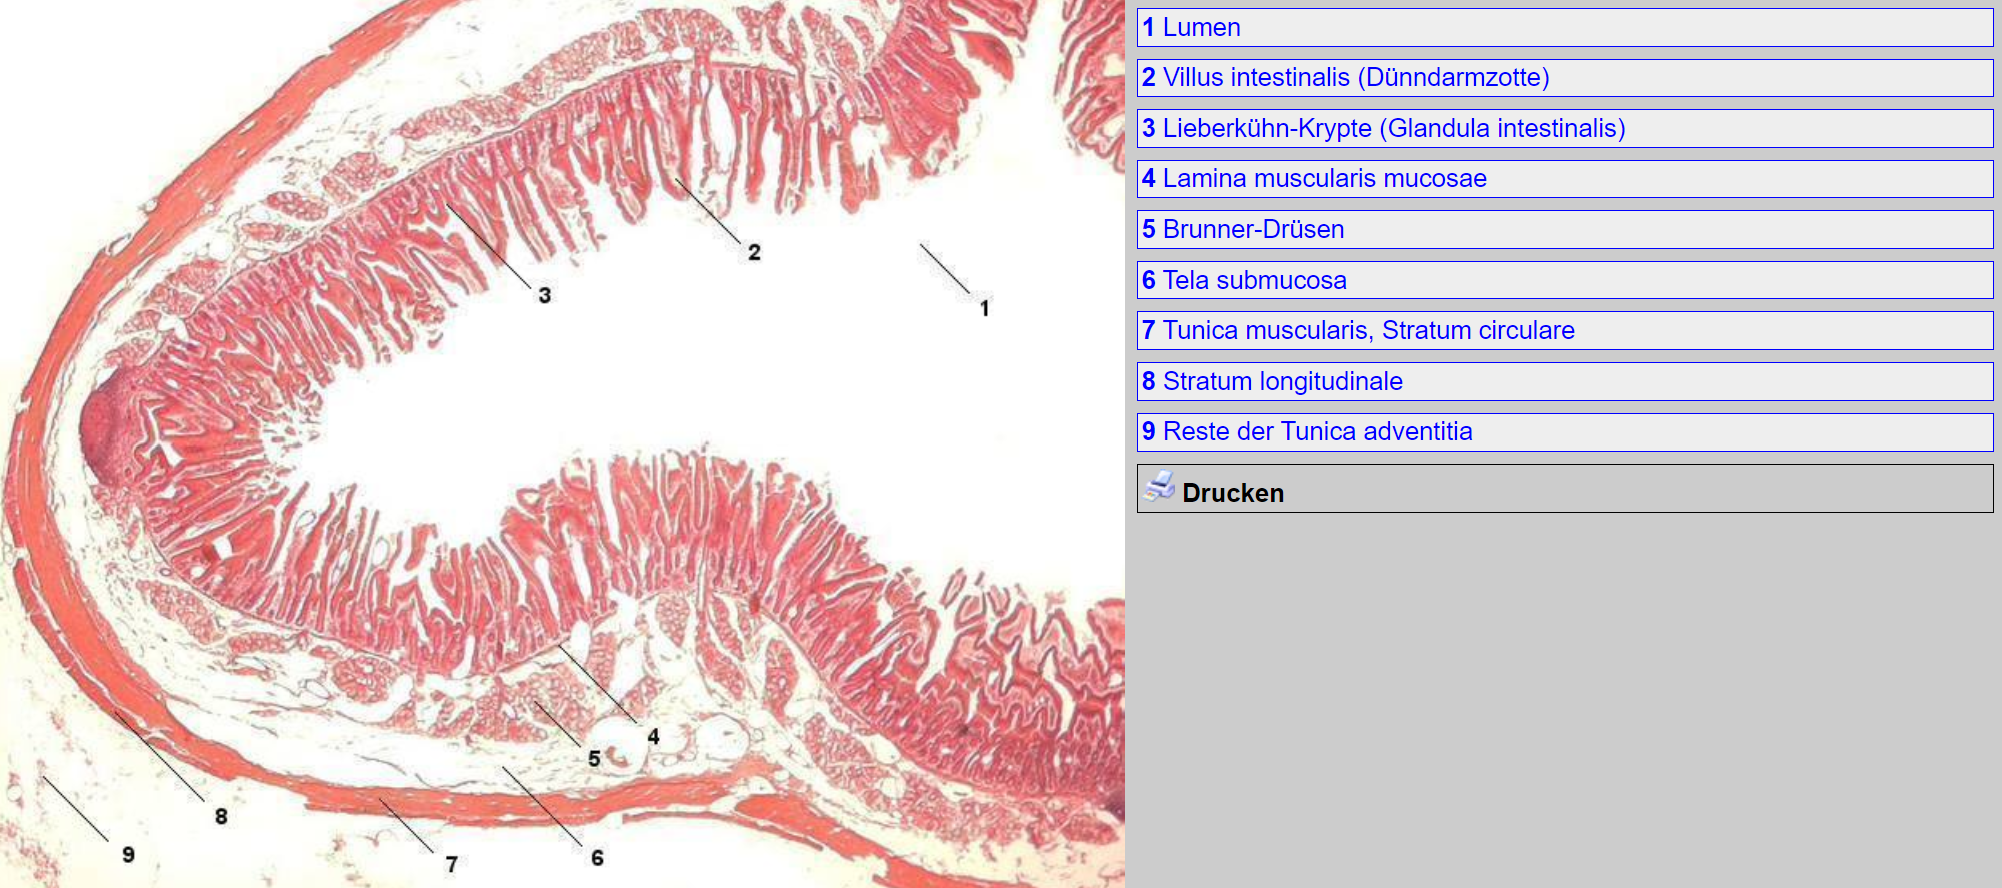 1 Lumen
2 Villus intestinalis (Dünndarmzotte)
3 Lieberkühn-Krypte (Glandula intestinalis)
4 Lamina muscularis mucosae
5 Brunner-Drüsen
6 Tela submucosa
7 Tunica muscularis, Stratum circulare
8 Stratum longitudinale
9 Reste der Tunica adventitia
Drucken
2
3
1
4
5
8
9
7
6